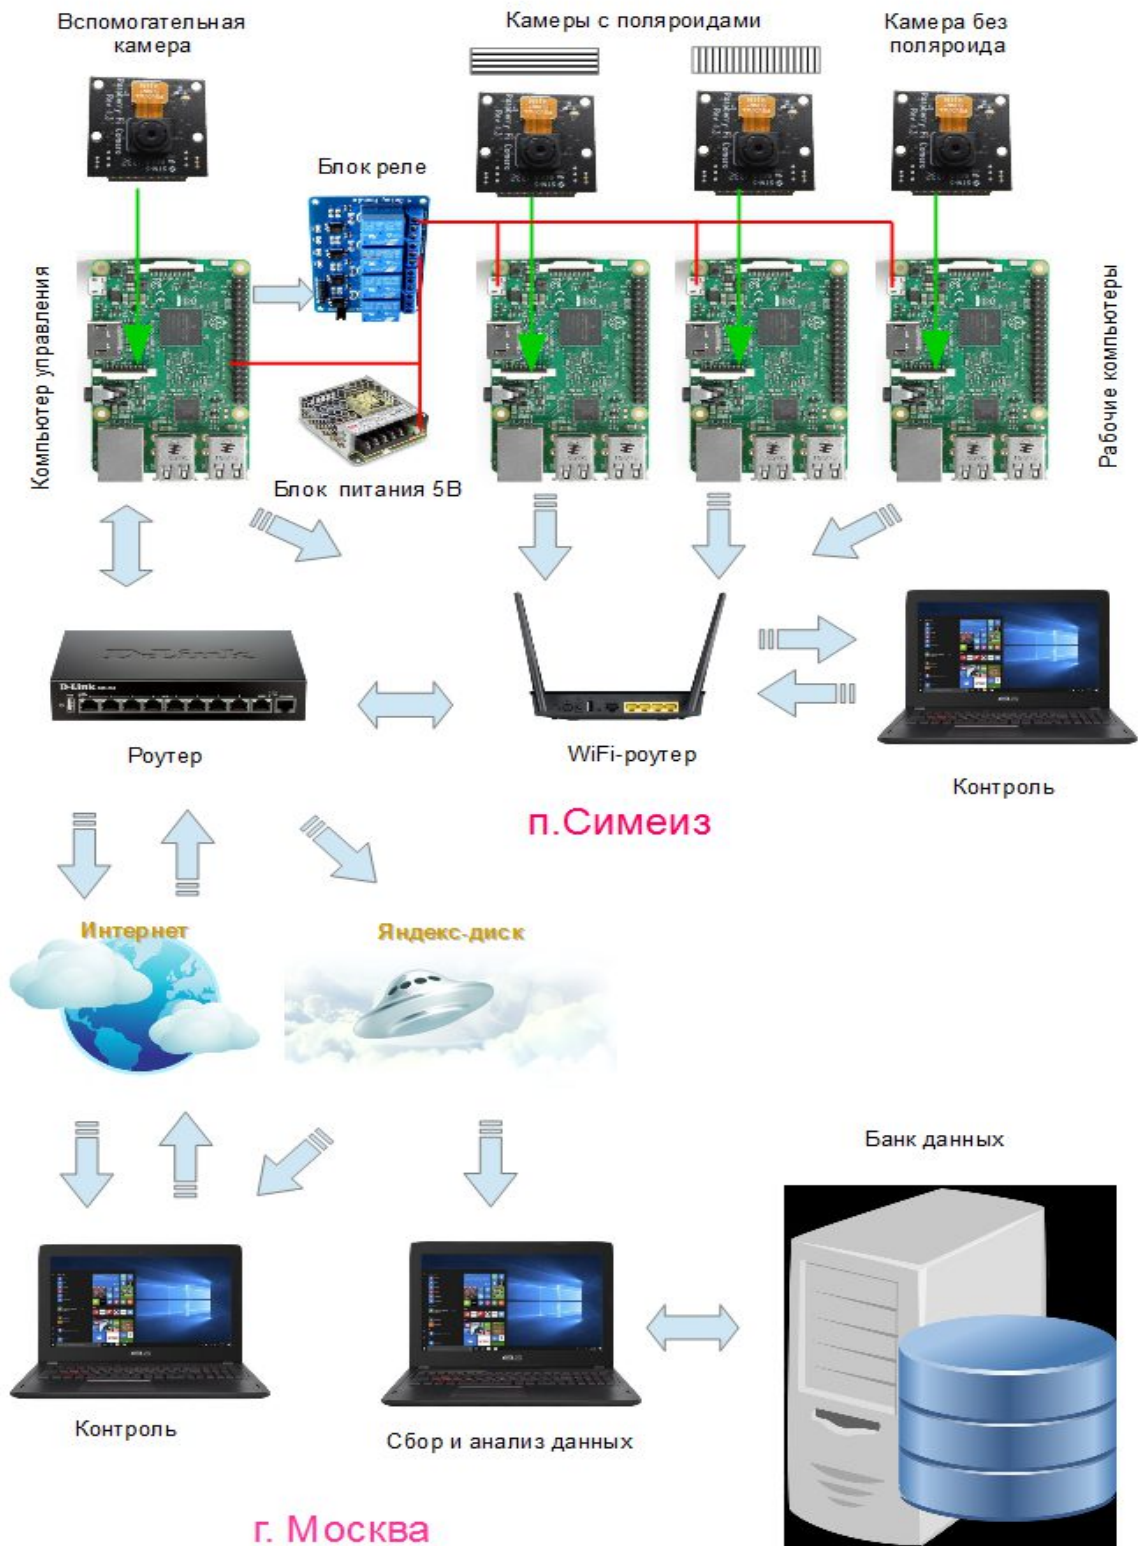 Вспомогательная
камера
Камеры с поляроидами
Камера без
поляроида
Блок реле
Компьютер управления
Рабочие компьютеры
Блок питания 5В
D-Link
D-Link
Роутер
WiFi-роутер
Контроль
п.Симеиз
Интернет
Яндекс-диск
Банк данных
Контроль
Сбор и анализ данных
г. Москва